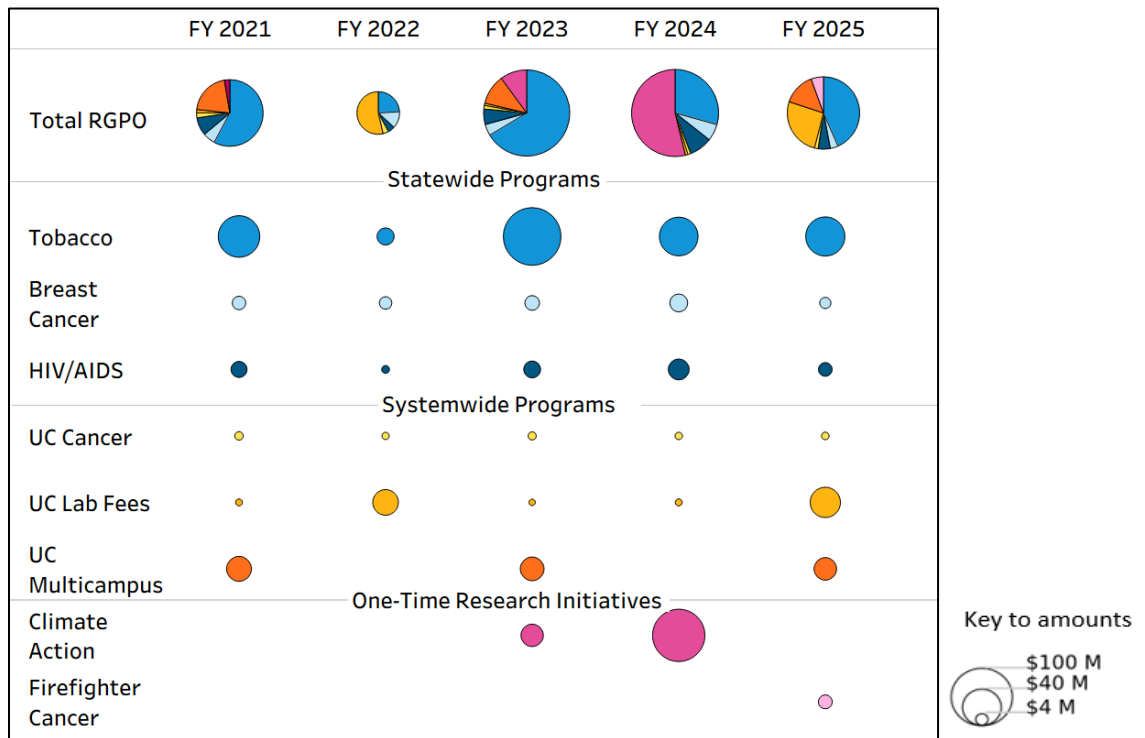 FY 2021 FY 2022 FY 2023 FY 2024 FY 2025
Total RGPO
Statewide Programs
Tobacco
Breast
Cancer
HIV/AIDS
Systemwide Programs
UC Cancer
UC Lab Fees
UC
Multicampus
One-Time Research Initiatives
Climate
Action
Firefighter
Cancer
Key to amounts
$100 M
$40 M
$4 M